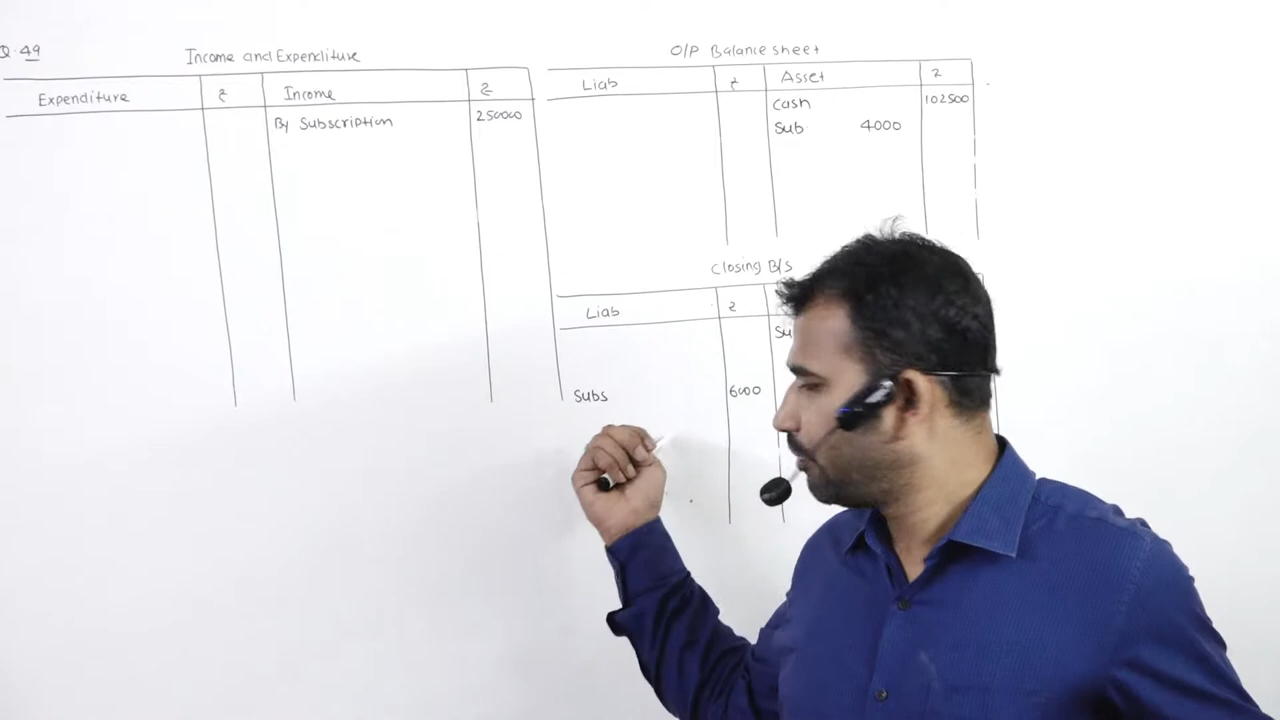 Q.49
Income and Expenditure
Expenditure ₹ Income ₹
By Subscription 250000
O/P Balance sheet
Liab ₹ Asset ₹
cash 102500
Sub 4000
Closing B/s
Liab ₹
Su
Subs 6000